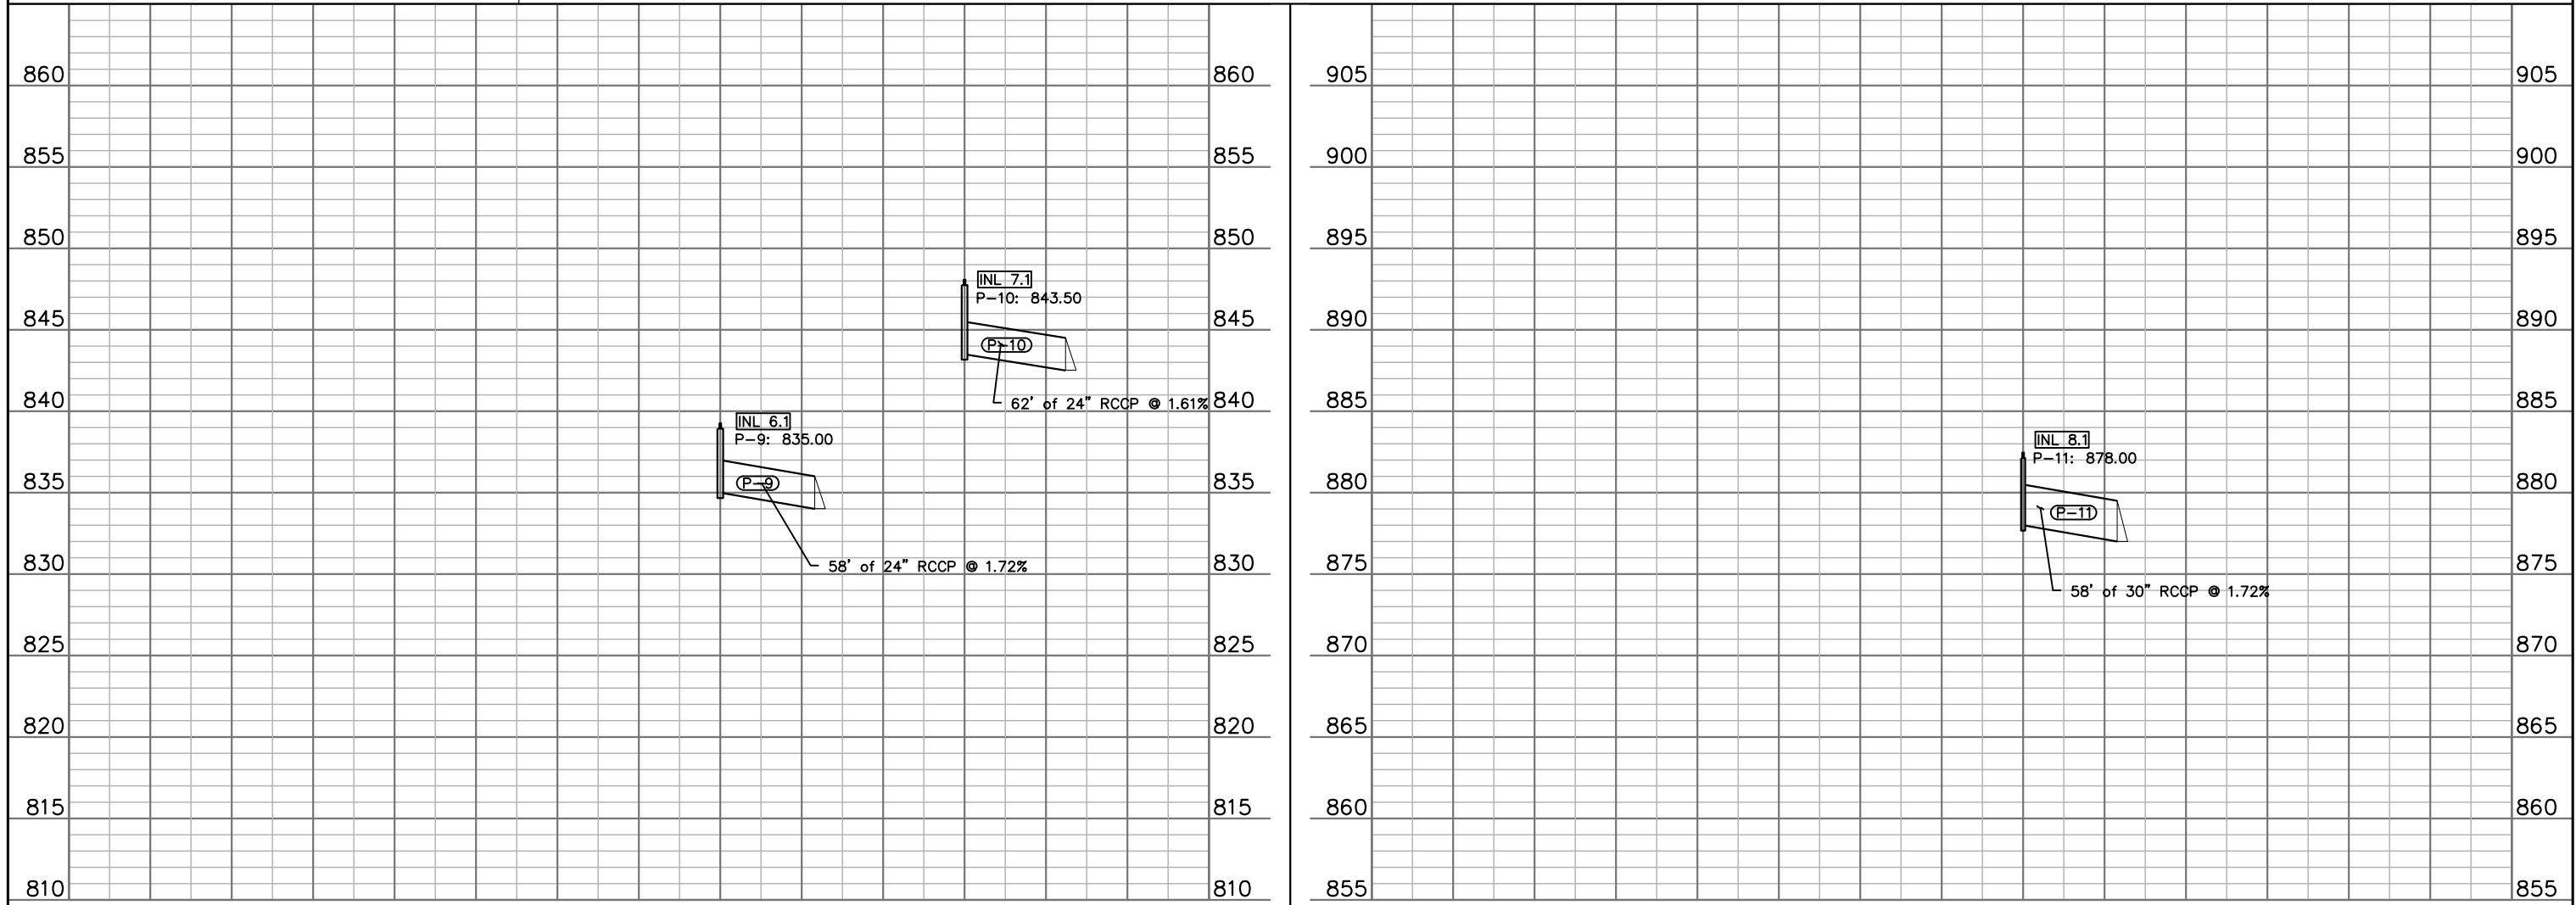 860 860
855 855
850 850
INL 7.1
P-10: 843.50
845 845
P-10
62' of 24" RCCP @ 1.61%
840 840
INL 6.1
P-9: 835.00
835 835
P-9
58' of 24" RCCP @ 1.72%
830 830
825 825
820 820
815 815
810 810
905 905
900 900
895 895
890 890
885 885
INL 8.1
P-11: 878.00
880 880
P-11
875 875
58' of 30" RCCP @ 1.72%
870 870
865 865
860 860
855 855